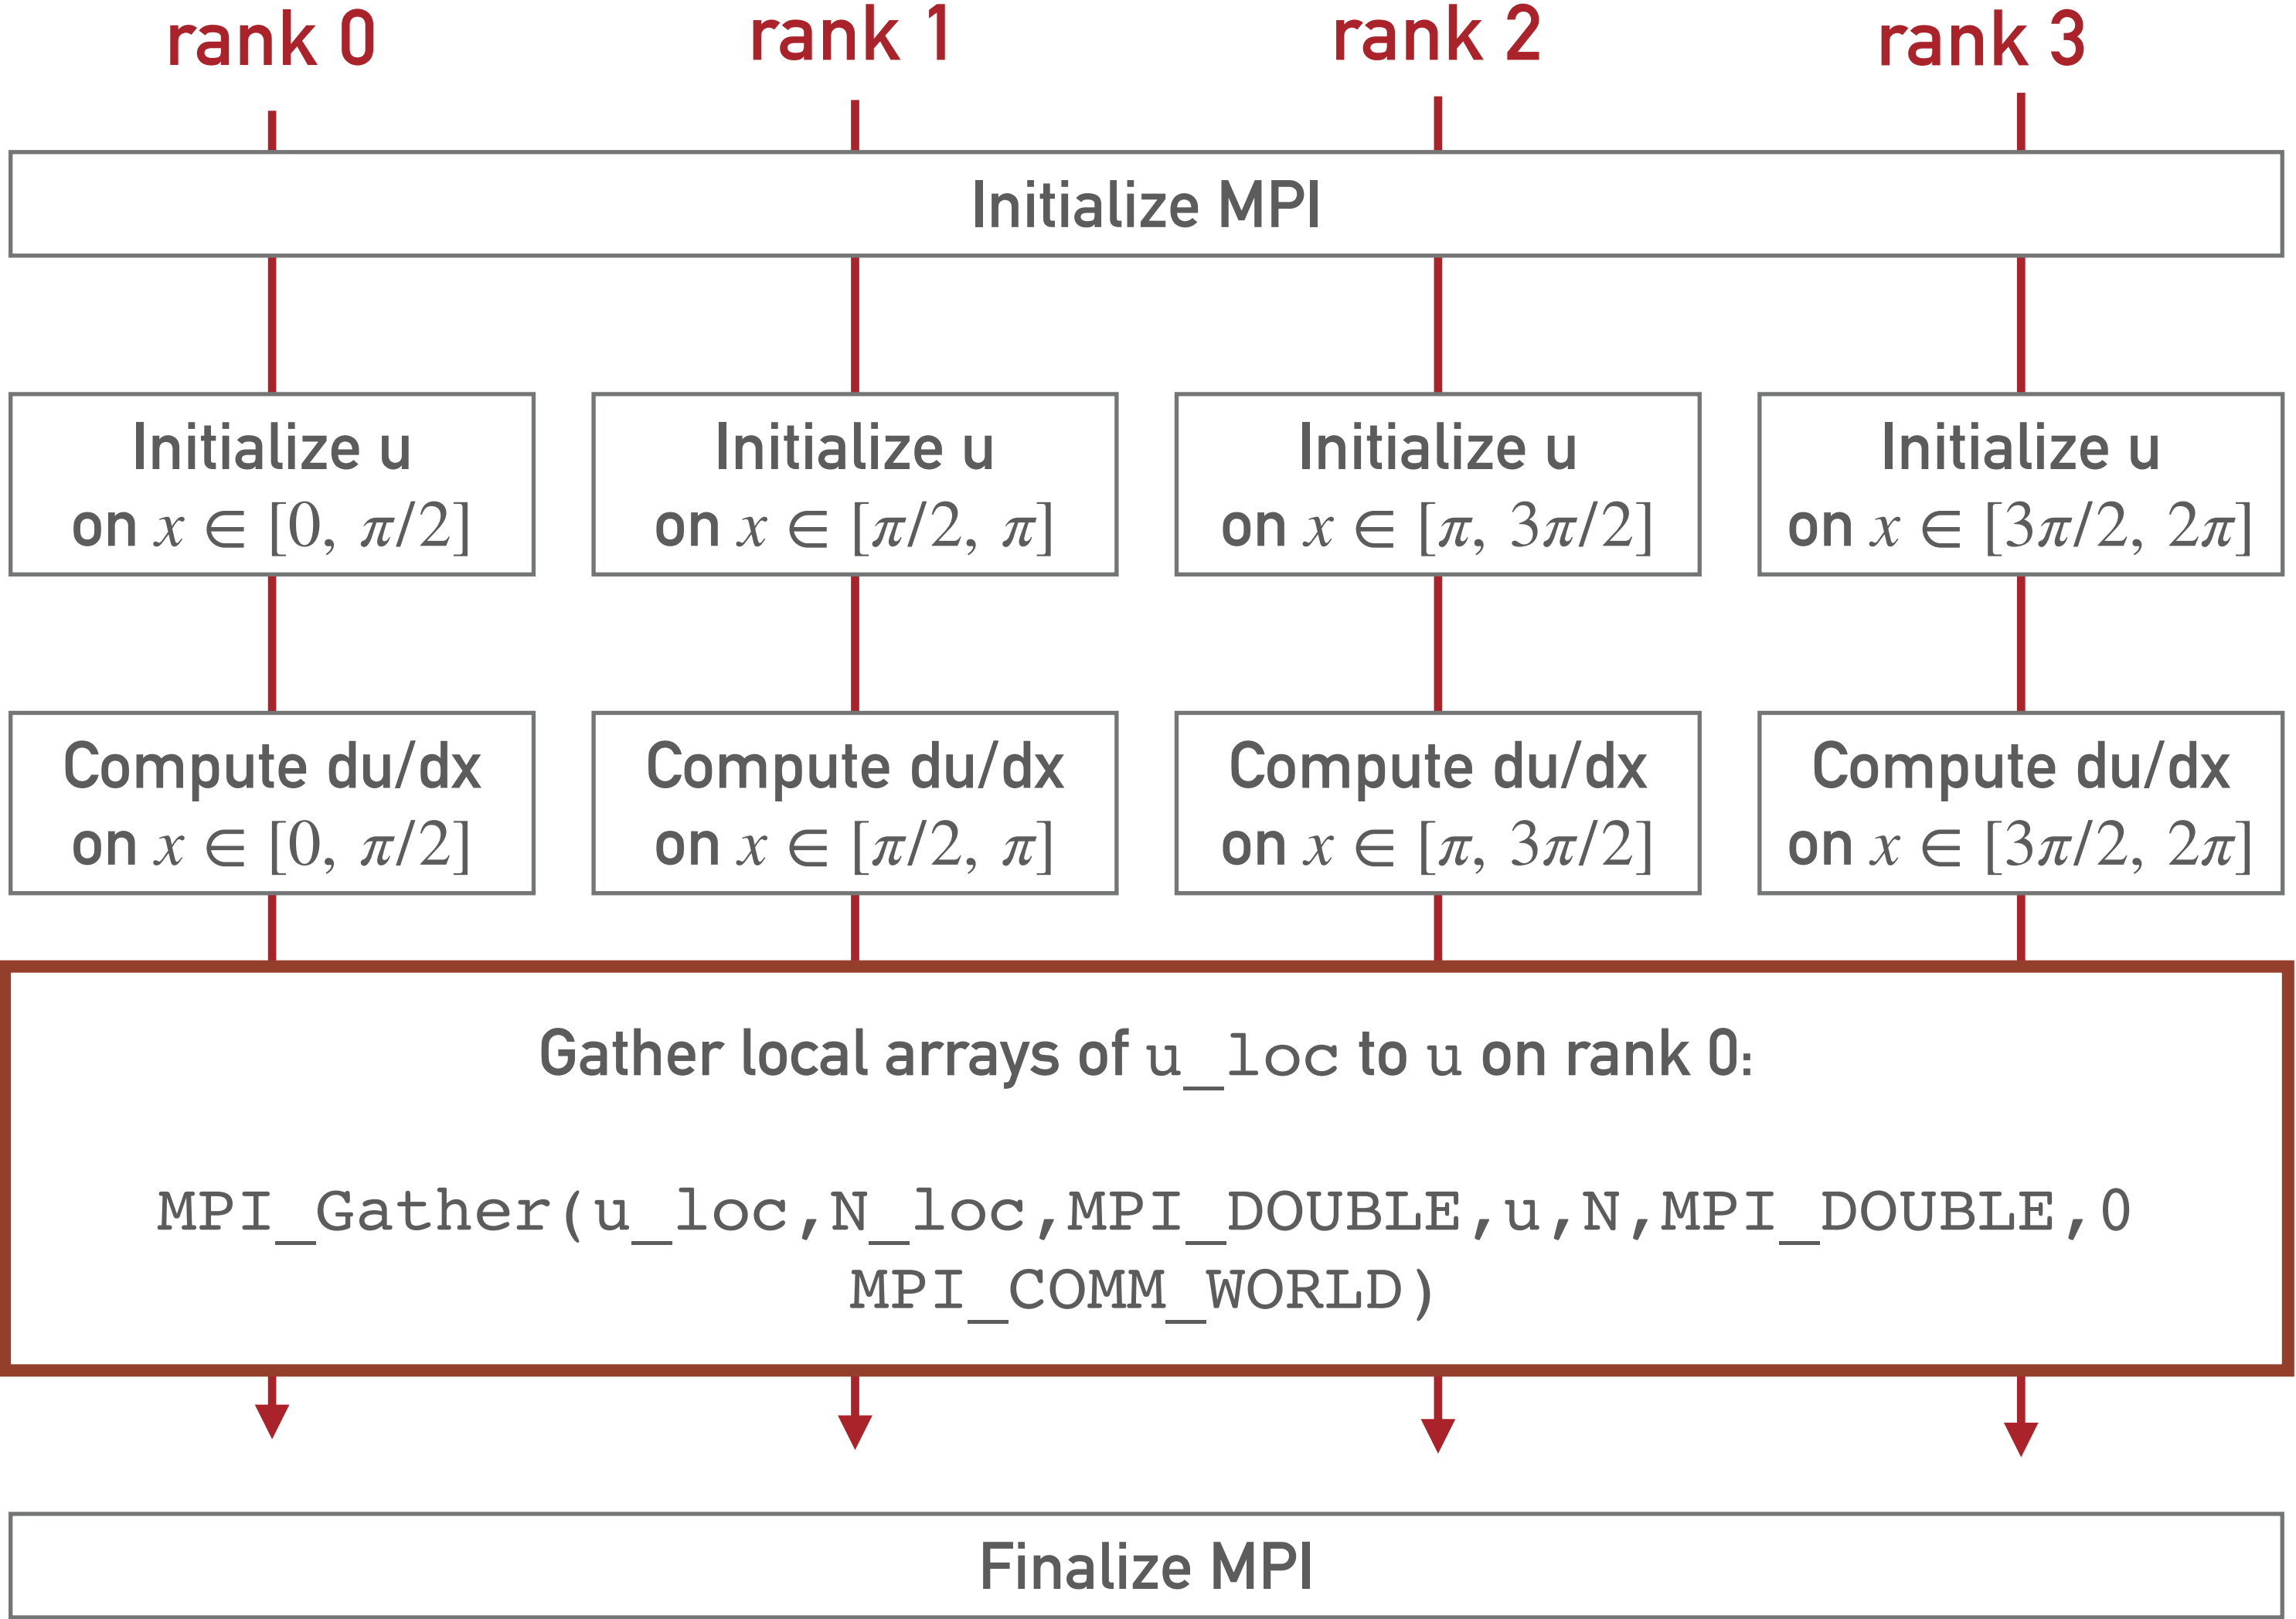 rank 0
rank 1
rank 2
rank 3
Initialize MPI
Initialize u
on x ∈ [0, π/2]
Initialize u
on x ∈ [π/2, π]
Initialize u
on x ∈ [π, 3π/2]
Initialize u
on x ∈ [3π/2, 2π]
Compute du/dx
on x ∈ [0, π/2]
Compute du/dx
on x ∈ [π/2, π]
Compute du/dx
on x ∈ [π, 3π/2]
Compute du/dx
on x ∈ [3π/2, 2π]
Gather local arrays of u_loc to u on rank 0:
MPI_Gather(u_loc,N_loc,MPI_DOUBLE,u,N,MPI_DOUBLE,0
MPI_COMM_WORLD)
Finalize MPI